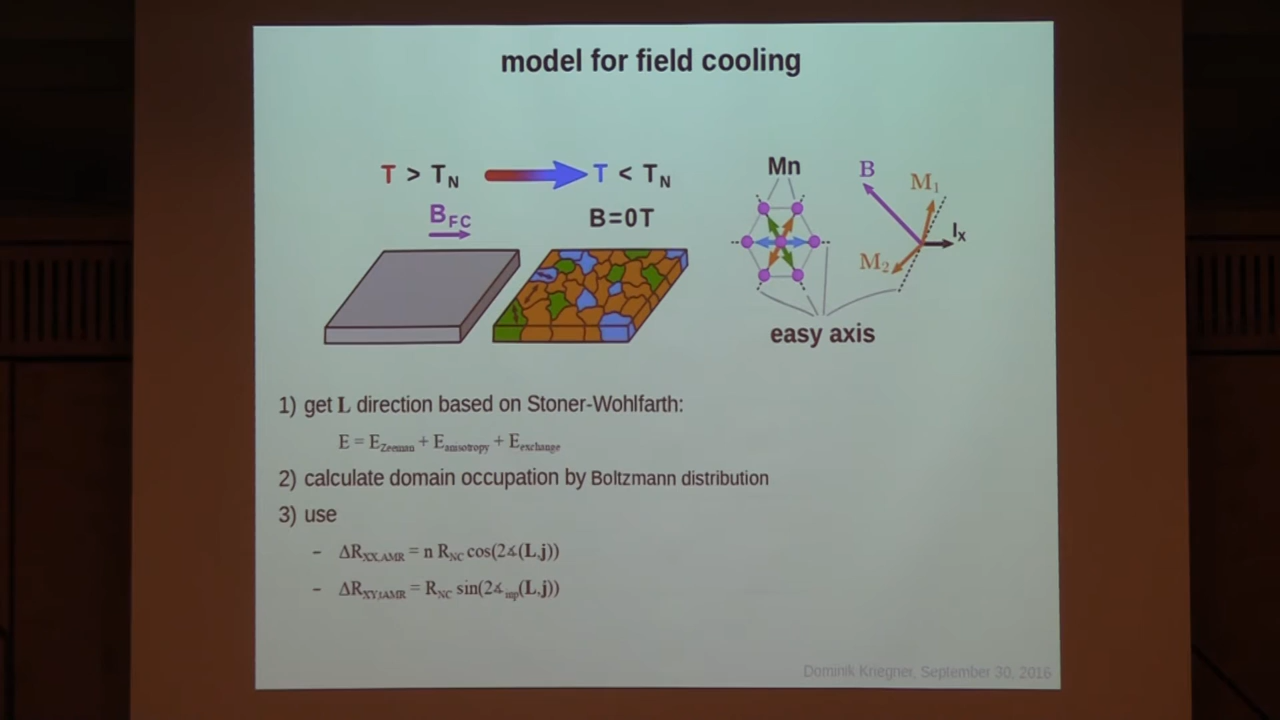 model for field cooling
T > T_N T < T_N
B_FC B=0T
Mn
B
M_1
I_x
M_2
easy axis
1) get L direction based on Stoner-Wohlfarth:
E = E_Zeeman + E_anisotropy + E_exchange
2) calculate domain occupation by Boltzmann distribution
3) use
- ΔR_XX,AMR = n R_NC cos(2∡(L,j))
- ΔR_XY,tAMR = R_NC sin(2∡_inp(L,j))
Dominik Kriegner, September 30, 2016